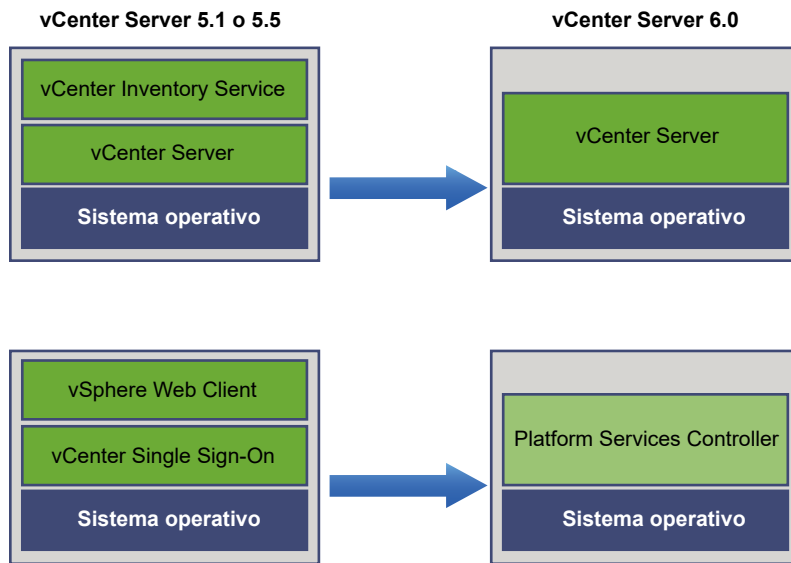 vCenter Server 5.1 o 5.5
vCenter Server 6.0
vCenter Inventory Service
vCenter Server
Sistema operativo
vCenter Server
Sistema operativo
vSphere Web Client
vCenter Single Sign-On
Sistema operativo
Platform Services Controller
Sistema operativo